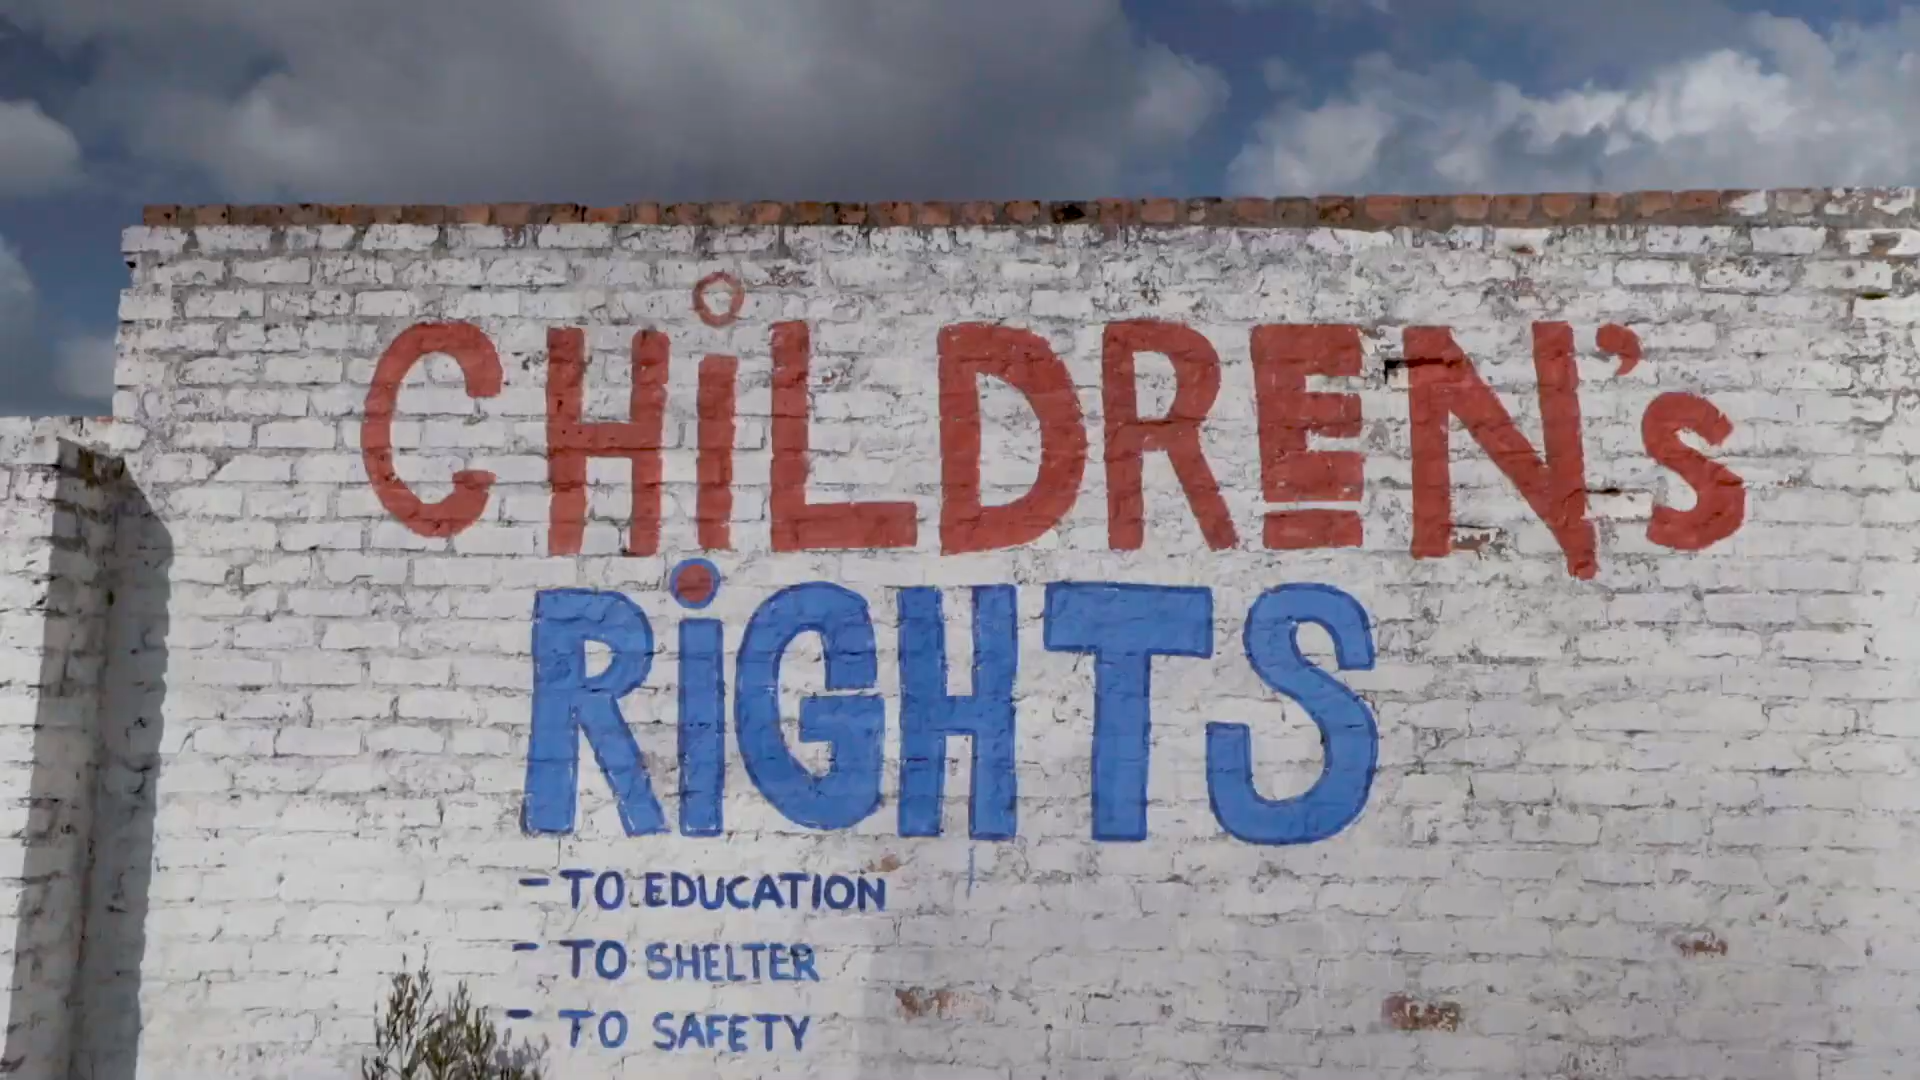 CHiLDREN's
RiGHTS
- TO EDUCATION
- TO SHELTER
- TO SAFETY